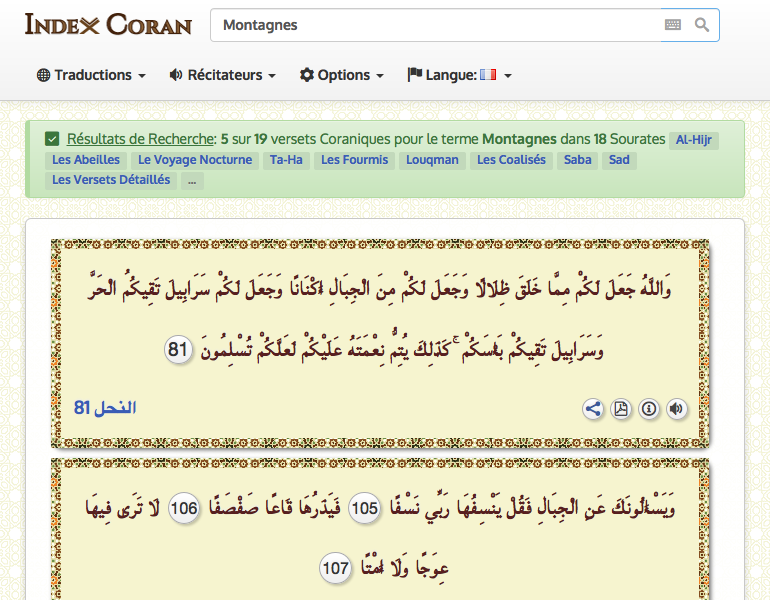 INDEX CORAN
Montagnes
Traductions Récitateurs Options Langue:
Résultats de Recherche: 5 sur 19 versets Coraniques pour le terme Montagnes dans 18 Sourates Al-Hijr
Les Abeilles Le Voyage Nocturne Ta-Ha Les Fourmis Louqman Les Coalisés Saba Sad
Les Versets Détaillés ...
وَاللَّهُ جَعَلَ لَكُمْ مِمَّا خَلَقَ ظِلَالًا وَجَعَلَ لَكُمْ مِنَ الْجِبَالِ أَكْنَانًا وَجَعَلَ لَكُمْ سَرَابِيلَ تَقِيكُمُ الْحَرَّ
وَسَرَابِيلَ تَقِيكُمْ بَأْسَكُمْ ۚ كَذَٰلِكَ يُتِمُّ نِعْمَتَهُ عَلَيْكُمْ لَعَلَّكُمْ تُسْلِمُونَ 81
النحل 81
وَيَسْأَلُونَكَ عَنِ الْجِبَالِ فَقُلْ يَنْسِفُهَا رَبِّي نَسْفًا 105 فَيَذَرُهَا قَاعًا صَفْصَفًا 106 لَا تَرَىٰ فِيهَا
عِوَجًا وَلَا أَمْتًا 107